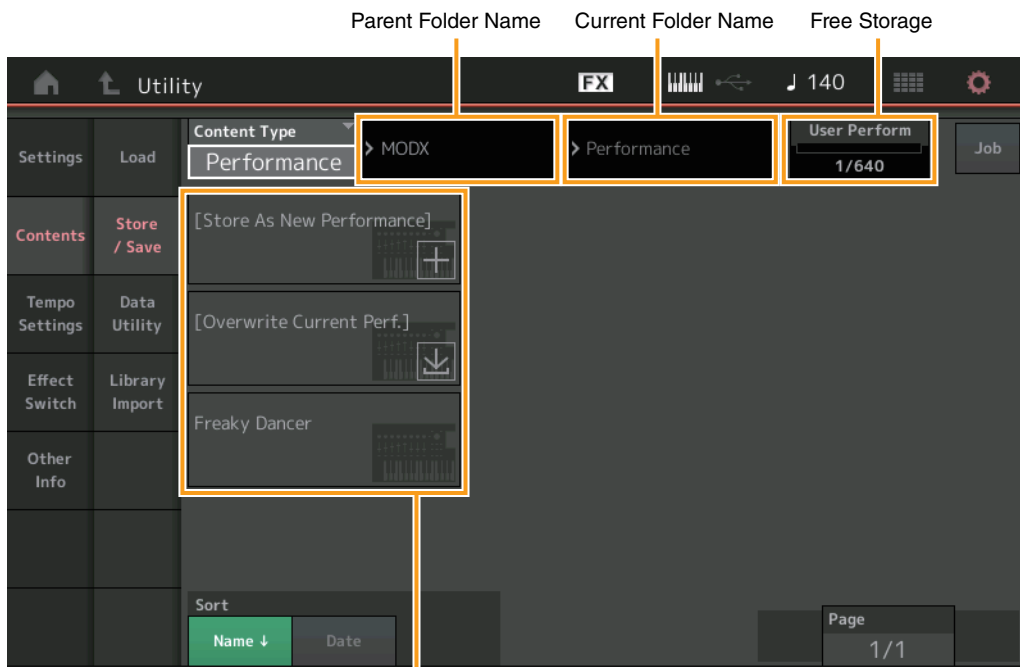 Parent Folder Name Current Folder Name Free Storage
Utility FX ♩ 140
Settings
Load
Content Type
Performance
> MODX
> Performance
User Perform
1/640
Job
Contents
Store
/ Save
[Store As New Performance]
Tempo
Settings
Data
Utility
[Overwrite Current Perf.]
Effect
Switch
Library
Import
Freaky Dancer
Other
Info
Sort
Name ↓
Date
Page
1/1